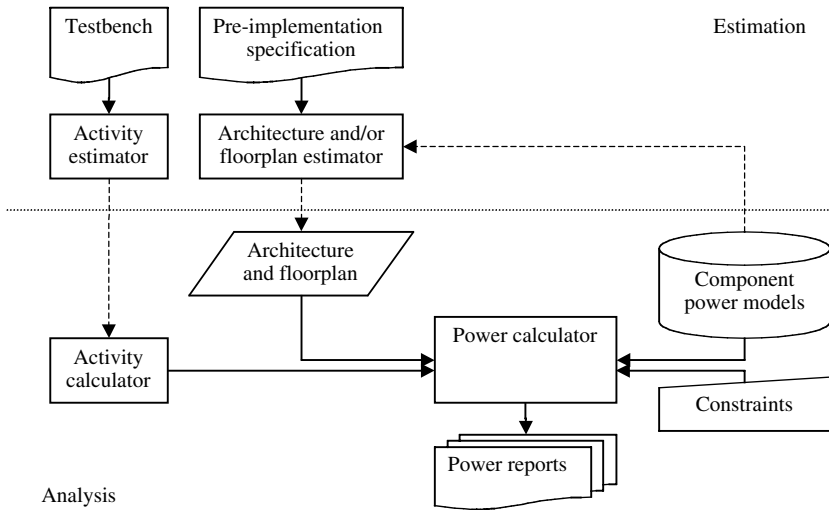 Testbench
Pre-implementation
specification
Estimation
Activity
estimator
Architecture and/or
floorplan estimator
Architecture
and floorplan
Component
power models
Power calculator
Activity
calculator
Constraints
Power reports
Analysis